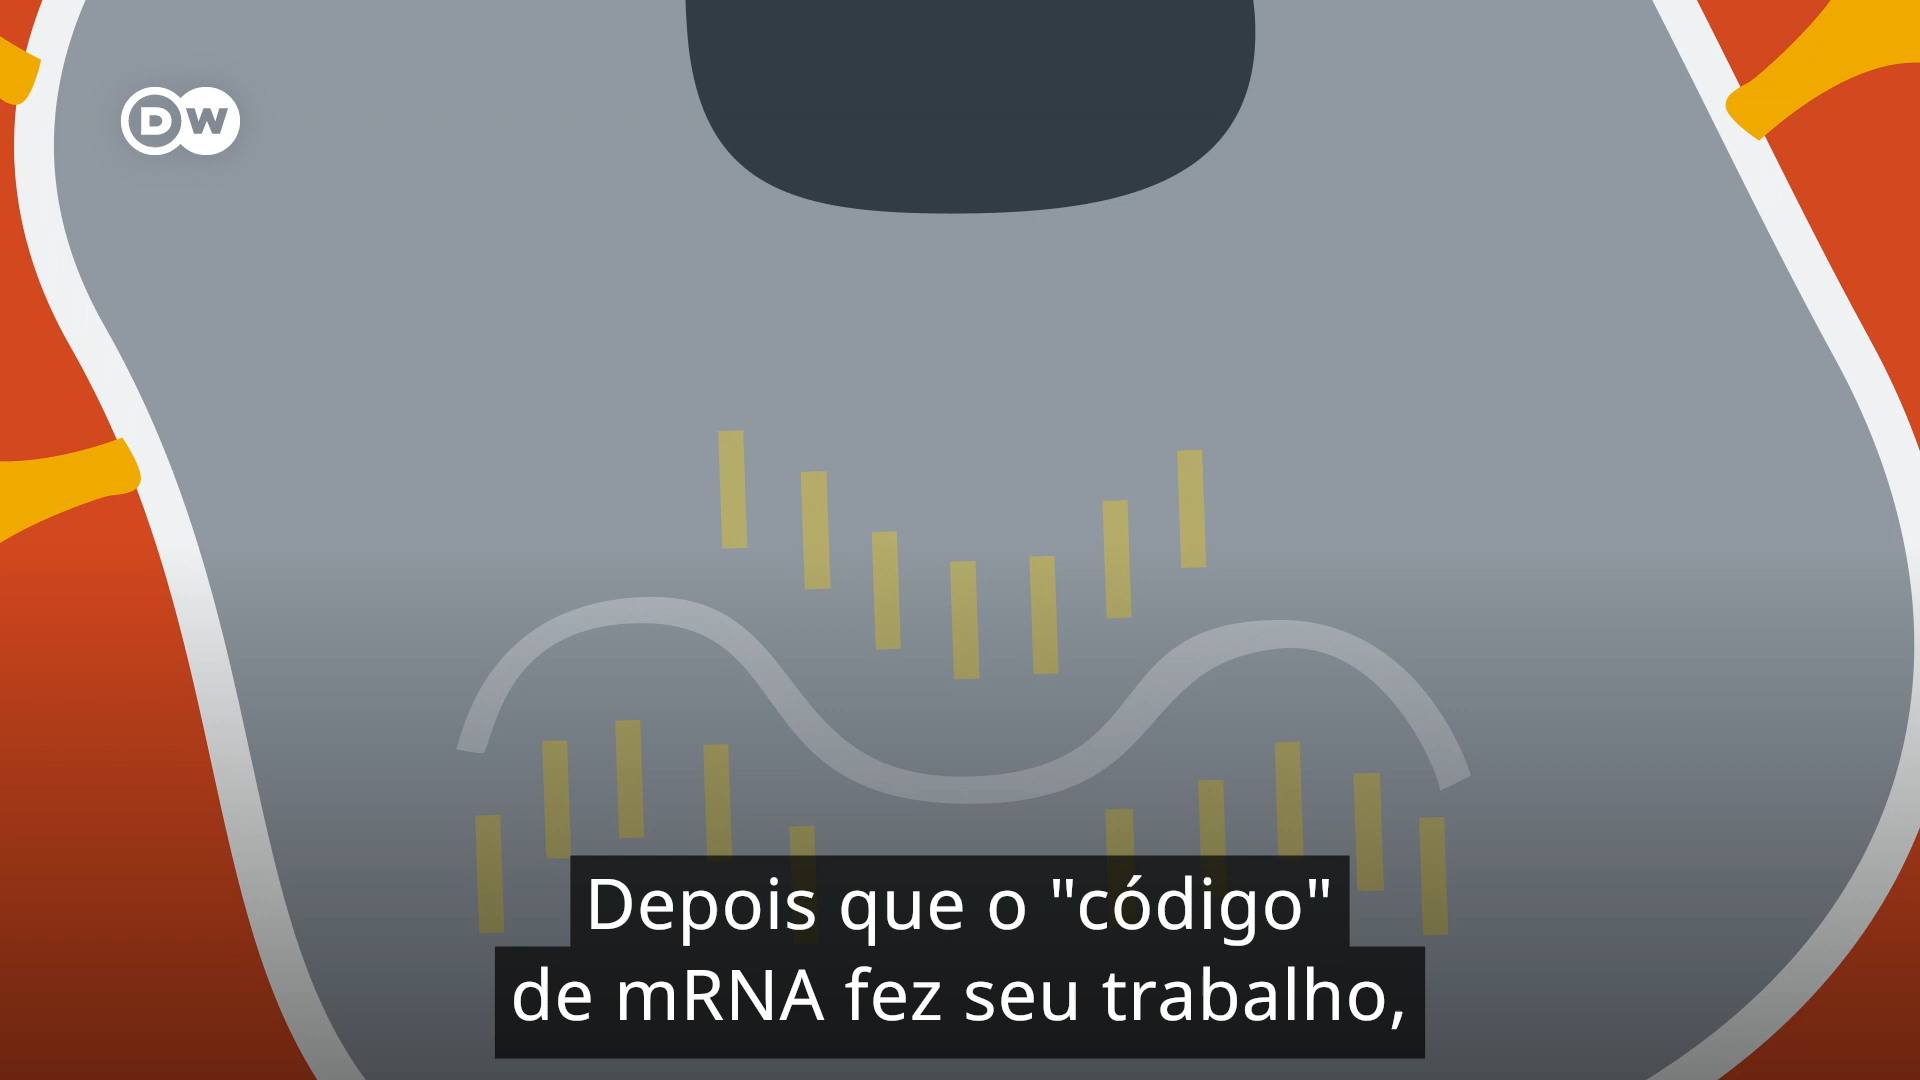 DW
Depois que o "código"
de mRNA fez seu trabalho,